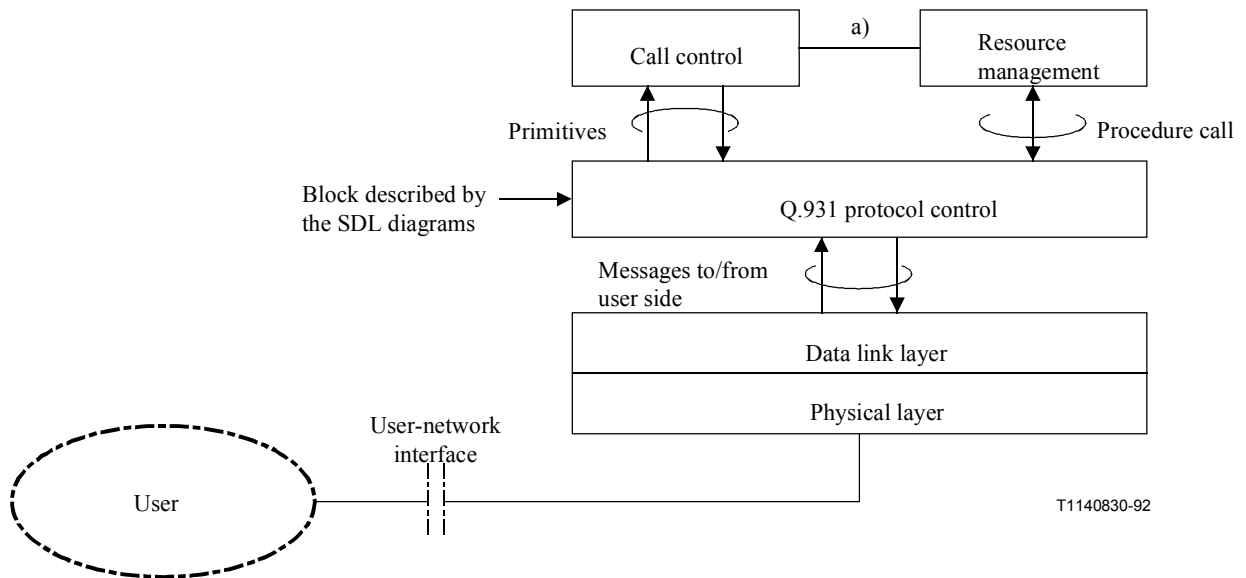 a)
Call control
Resource
management
Primitives
Procedure call
Block described by
the SDL diagrams
Q.931 protocol control
Messages to/from
user side
Data link layer
Physical layer
User-network
interface
User
T1140830-92